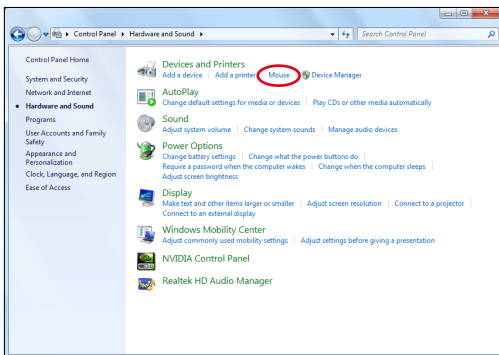 Control Panel ▸ Hardware and Sound ▸
Search Control Panel
Control Panel Home
System and Security
Network and Internet
Hardware and Sound
Programs
User Accounts and Family
Safety
Appearance and
Personalization
Clock, Language, and Region
Ease of Access
Devices and Printers
Add a device | Add a printer | Mouse | Device Manager
AutoPlay
Change default settings for media or devices | Play CDs or other media automatically
Sound
Adjust system volume | Change system sounds | Manage audio devices
Power Options
Change battery settings | Change what the power buttons do |
Require a password when the computer wakes | Change when the computer sleeps |
Adjust screen brightness
Display
Make text and other items larger or smaller | Adjust screen resolution | Connect to a projector |
Connect to an external display
Windows Mobility Center
Adjust commonly used mobility settings | Adjust settings before giving a presentation
NVIDIA Control Panel
Realtek HD Audio Manager